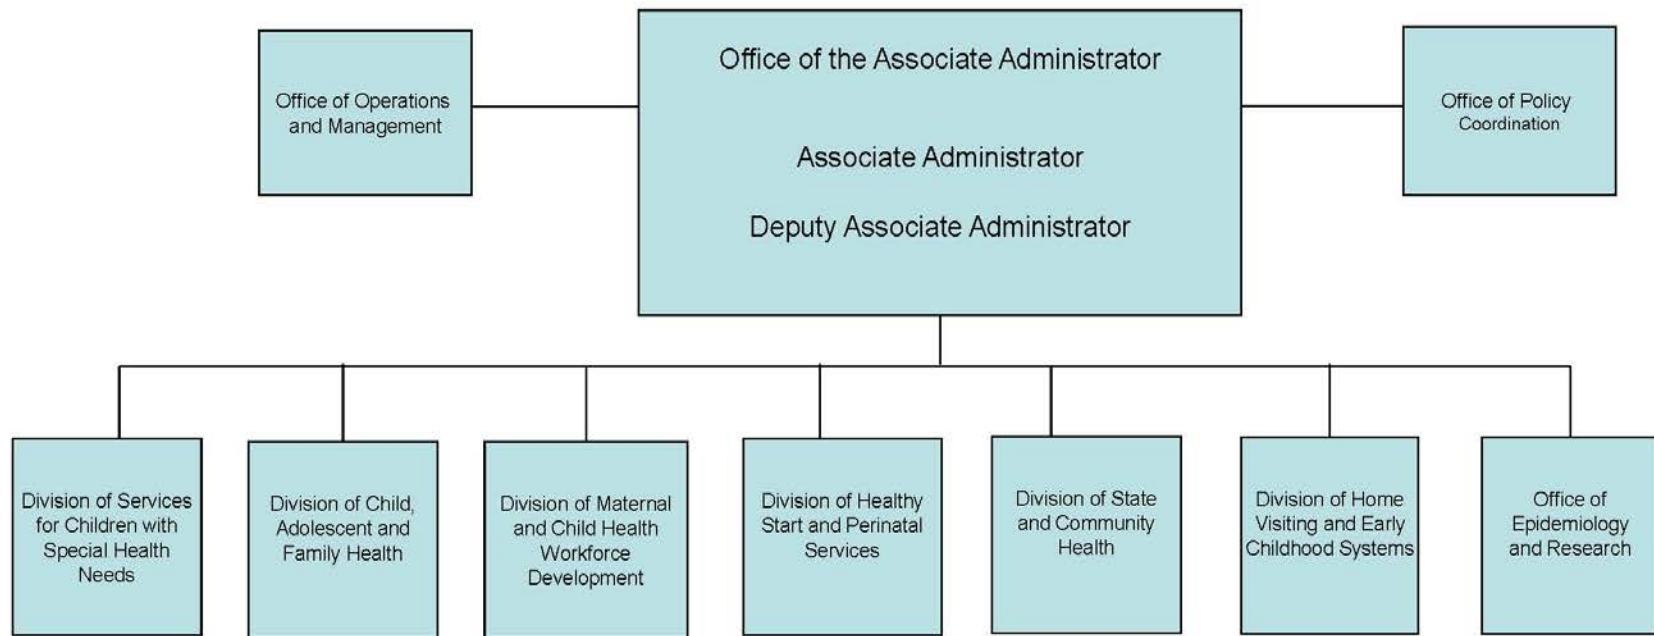 Office of the Associate Administrator
Associate Administrator
Deputy Associate Administrator
Office of Operations
and Management
Office of Policy
Coordination
Division of Services
for Children with
Special Health
Needs
Division of Child,
Adolescent and
Family Health
Division of Maternal
and Child Health
Workforce
Development
Division of Healthy
Start and Perinatal
Services
Division of State
and Community
Health
Division of Home
Visiting and Early
Childhood Systems
Office of
Epidemiology
and Research